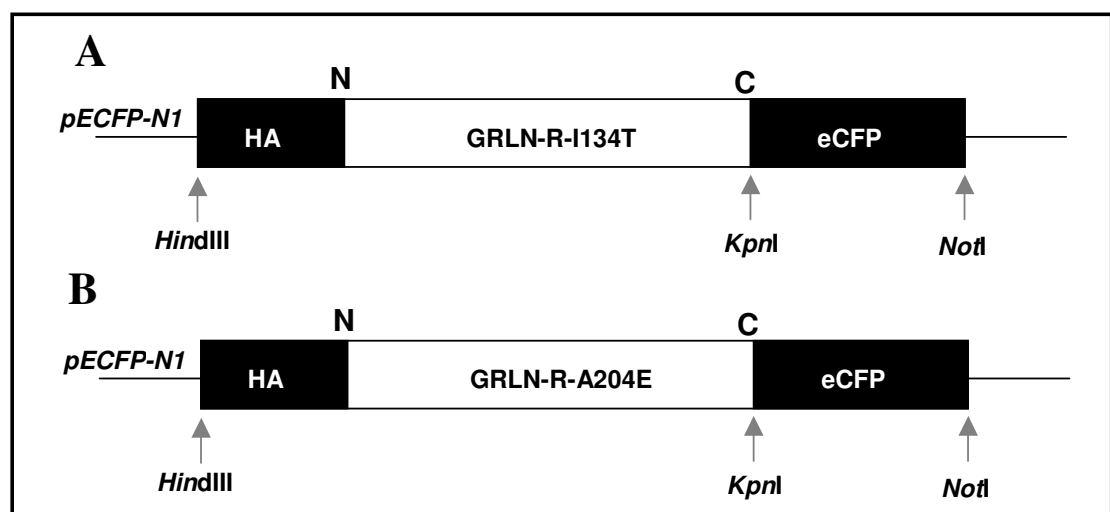 A
N C
pECFP-N1 HA GRLN-R-I134T eCFP
HindIII KpnI NotI
B
N C
pECFP-N1 HA GRLN-R-A204E eCFP
HindIII KpnI NotI